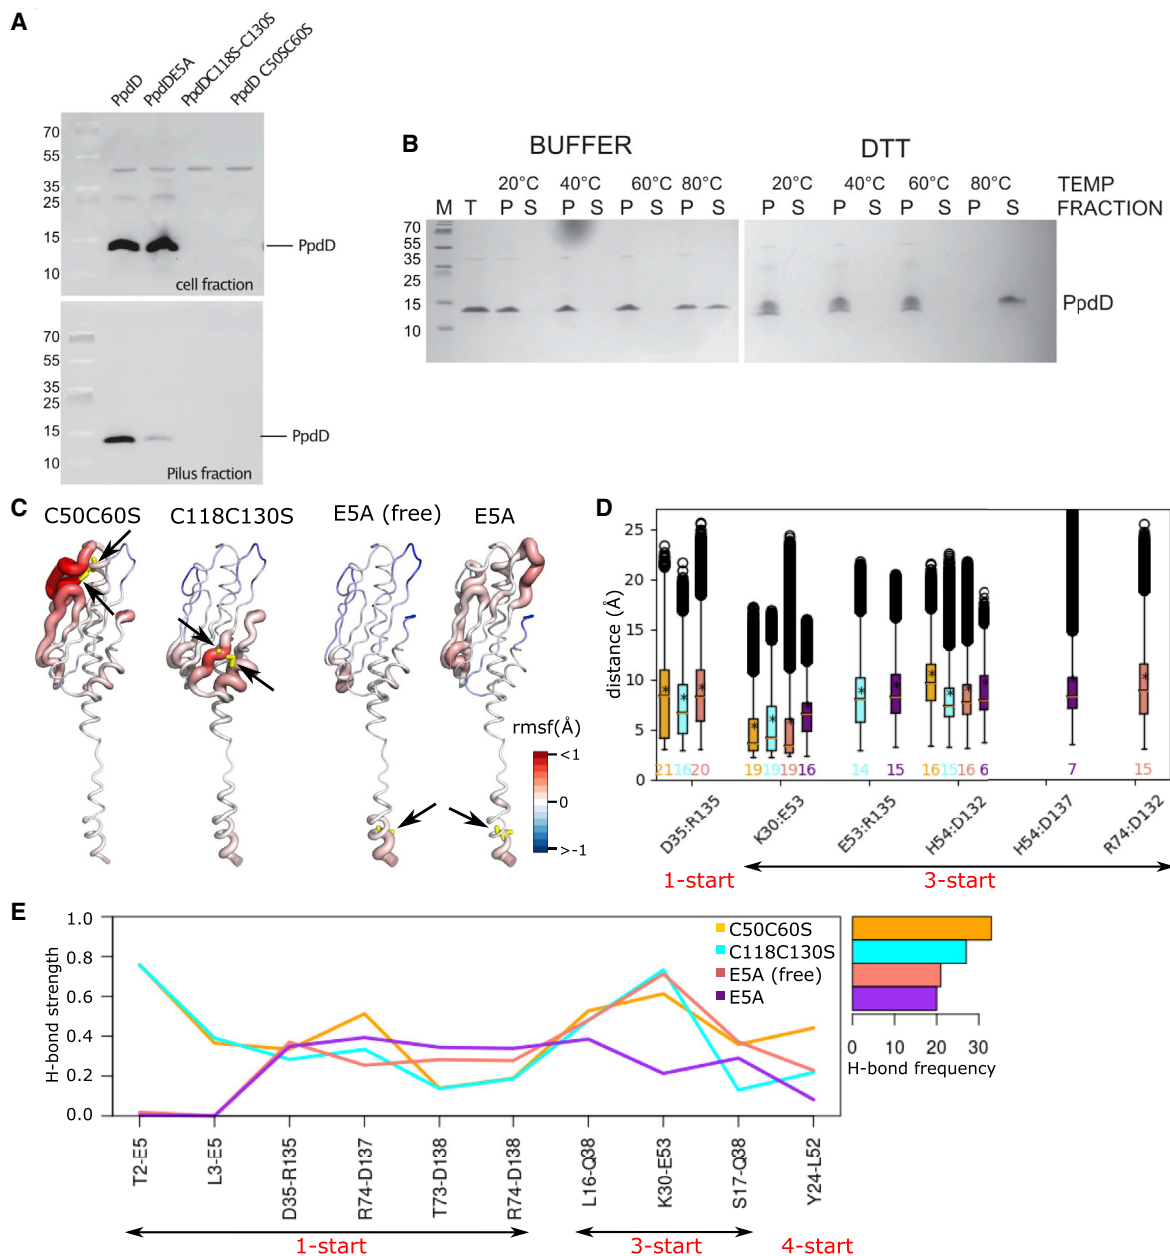 A
PpdD
PpdDE5A
PpdDC118S-C130S
PpdD C50SC60S
70
55
35
25
15
10
PpdD
cell fraction
70
55
35
25
15
10
PpdD
Pilus fraction
B
BUFFER DTT
20°C 40°C 60°C 80°C 20°C 40°C 60°C 80°C TEMP
M T P S P S P S P S P S P S P S P S FRACTION
70
55
35
25
15
10
PpdD
C
C50C60S C118C130S E5A (free) E5A
rmsf(Å)
<1
0
>-1
D
distance (Å)
25
20
15
10
5
0
21 16 20 19 19 19 16 14 15 16 15 16 6 7 15
D35:R135
K30:E53
E53:R135
H54:D132
H54:D137
R74:D132
1-start 3-start
E
H-bond strength
1.0
0.8
0.6
0.4
0.2
0.0
C50C60S
C118C130S
E5A (free)
E5A
0 10 20 30
H-bond frequency
T2-E5
L3-E5
D35-R135
R74-D137
T73-D138
R74-D138
L16-Q38
K30-E53
S17-Q38
Y24-L52
1-start 3-start 4-start